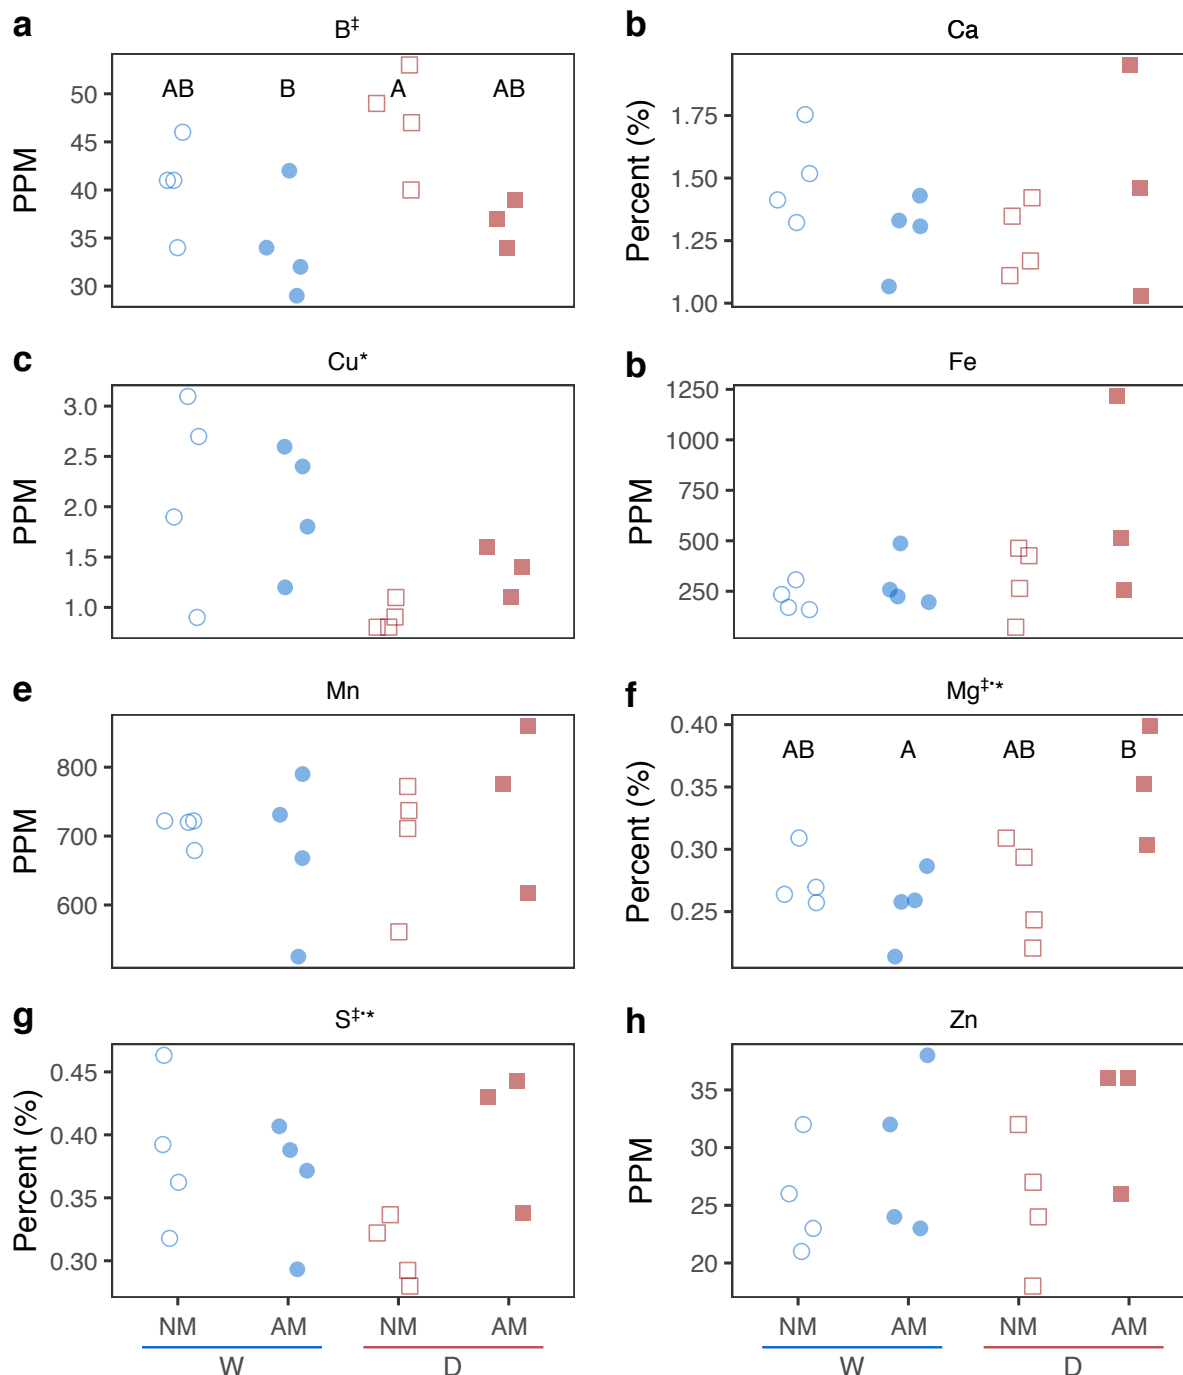 a B‡ b Ca
AB B A AB
PPM
50
45
40
35
30
Percent (%)
1.75
1.50
1.25
1.00
c Cu* b Fe
PPM
3.0
2.5
2.0
1.5
1.0
PPM
1250
1000
750
500
250
e Mn f Mg‡·*
PPM
800
700
600
AB A AB B
Percent (%)
0.40
0.35
0.30
0.25
g S‡·* h Zn
Percent (%)
0.45
0.40
0.35
0.30
PPM
35
30
25
20
NM AM NM AM NM AM NM AM
W D W D